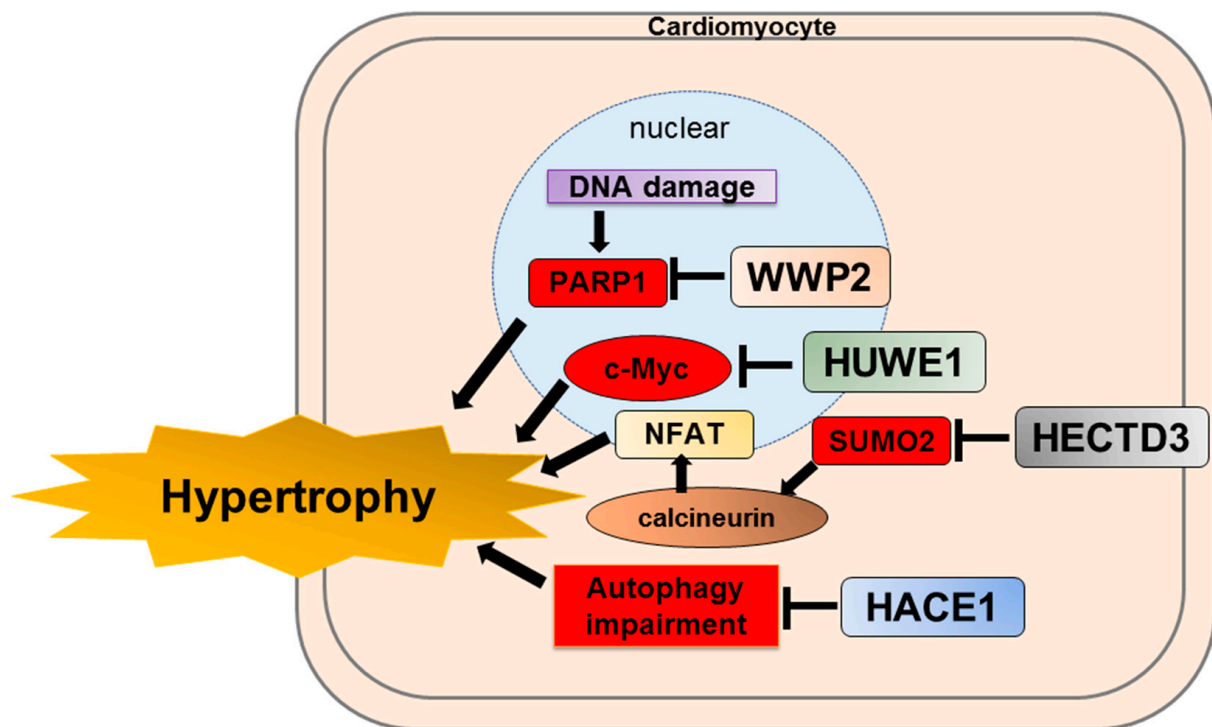 Cardiomyocyte
nuclear
DNA damage
PARP1
WWP2
c-Myc
HUWE1
NFAT
SUMO2
HECTD3
Hypertrophy
calcineurin
Autophagy
impairment
HACE1